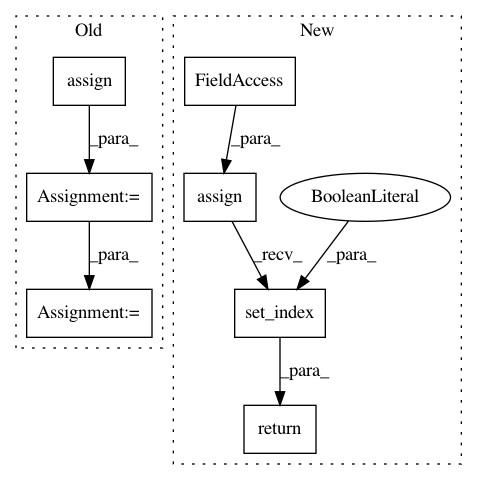 Old
New
assign
FieldAccess
_para_
_para_
Assignment:=
assign
BooleanLiteral
_para_
_recv_
_para_
Assignment:=
set_index
_para_
return